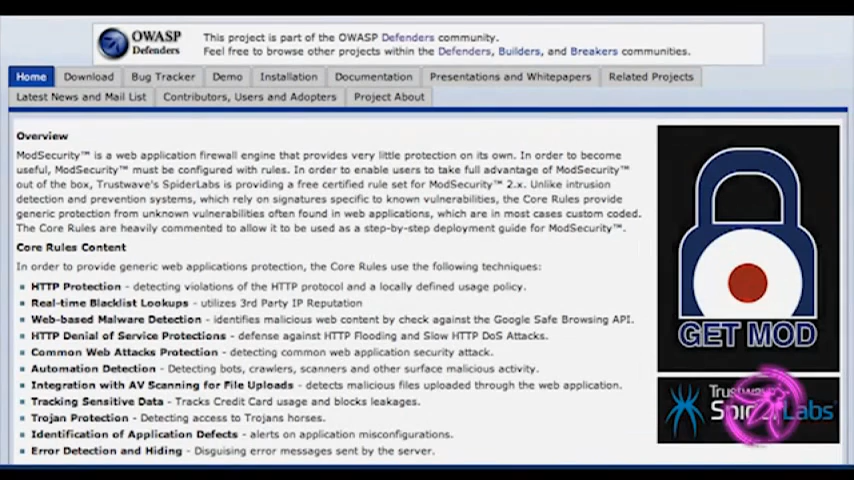 OWASP
Defenders
This project is part of the OWASP Defenders community.
Feel free to browse other projects within the Defenders, Builders, and Breakers communities.
Home Download Bug Tracker Demo Installation Documentation Presentations and Whitepapers Related Projects
Latest News and Mail List Contributors, Users and Adopters Project About
Overview
ModSecurity™ is a web application firewall engine that provides very little protection on its own. In order to become
useful, ModSecurity™ must be configured with rules. In order to enable users to take full advantage of ModSecurity™
out of the box, Trustwave's SpiderLabs is providing a free certified rule set for ModSecurity™ 2.x. Unlike intrusion
detection and prevention systems, which rely on signatures specific to known vulnerabilities, the Core Rules provide
generic protection from unknown vulnerabilities often found in web applications, which are in most cases custom coded.
The Core Rules are heavily commented to allow it to be used as a step-by-step deployment guide for ModSecurity™.
Core Rules Content
In order to provide generic web applications protection, the Core Rules use the following techniques:
HTTP Protection - detecting violations of the HTTP protocol and a locally defined usage policy.
Real-time Blacklist Lookups - utilizes 3rd Party IP Reputation
Web-based Malware Detection - identifies malicious web content by check against the Google Safe Browsing API.
HTTP Denial of Service Protections - defense against HTTP Flooding and Slow HTTP DoS Attacks.
Common Web Attacks Protection - detecting common web application security attack.
Automation Detection - Detecting bots, crawlers, scanners and other surface malicious activity.
Integration with AV Scanning for File Uploads - detects malicious files uploaded through the web application.
Tracking Sensitive Data - Tracks Credit Card usage and blocks leakages.
Trojan Protection - Detecting access to Trojans horses.
Identification of Application Defects - alerts on application misconfigurations.
Error Detection and Hiding - Disguising error messages sent by the server.
GET MOD
Trustwave
SpiderLabs